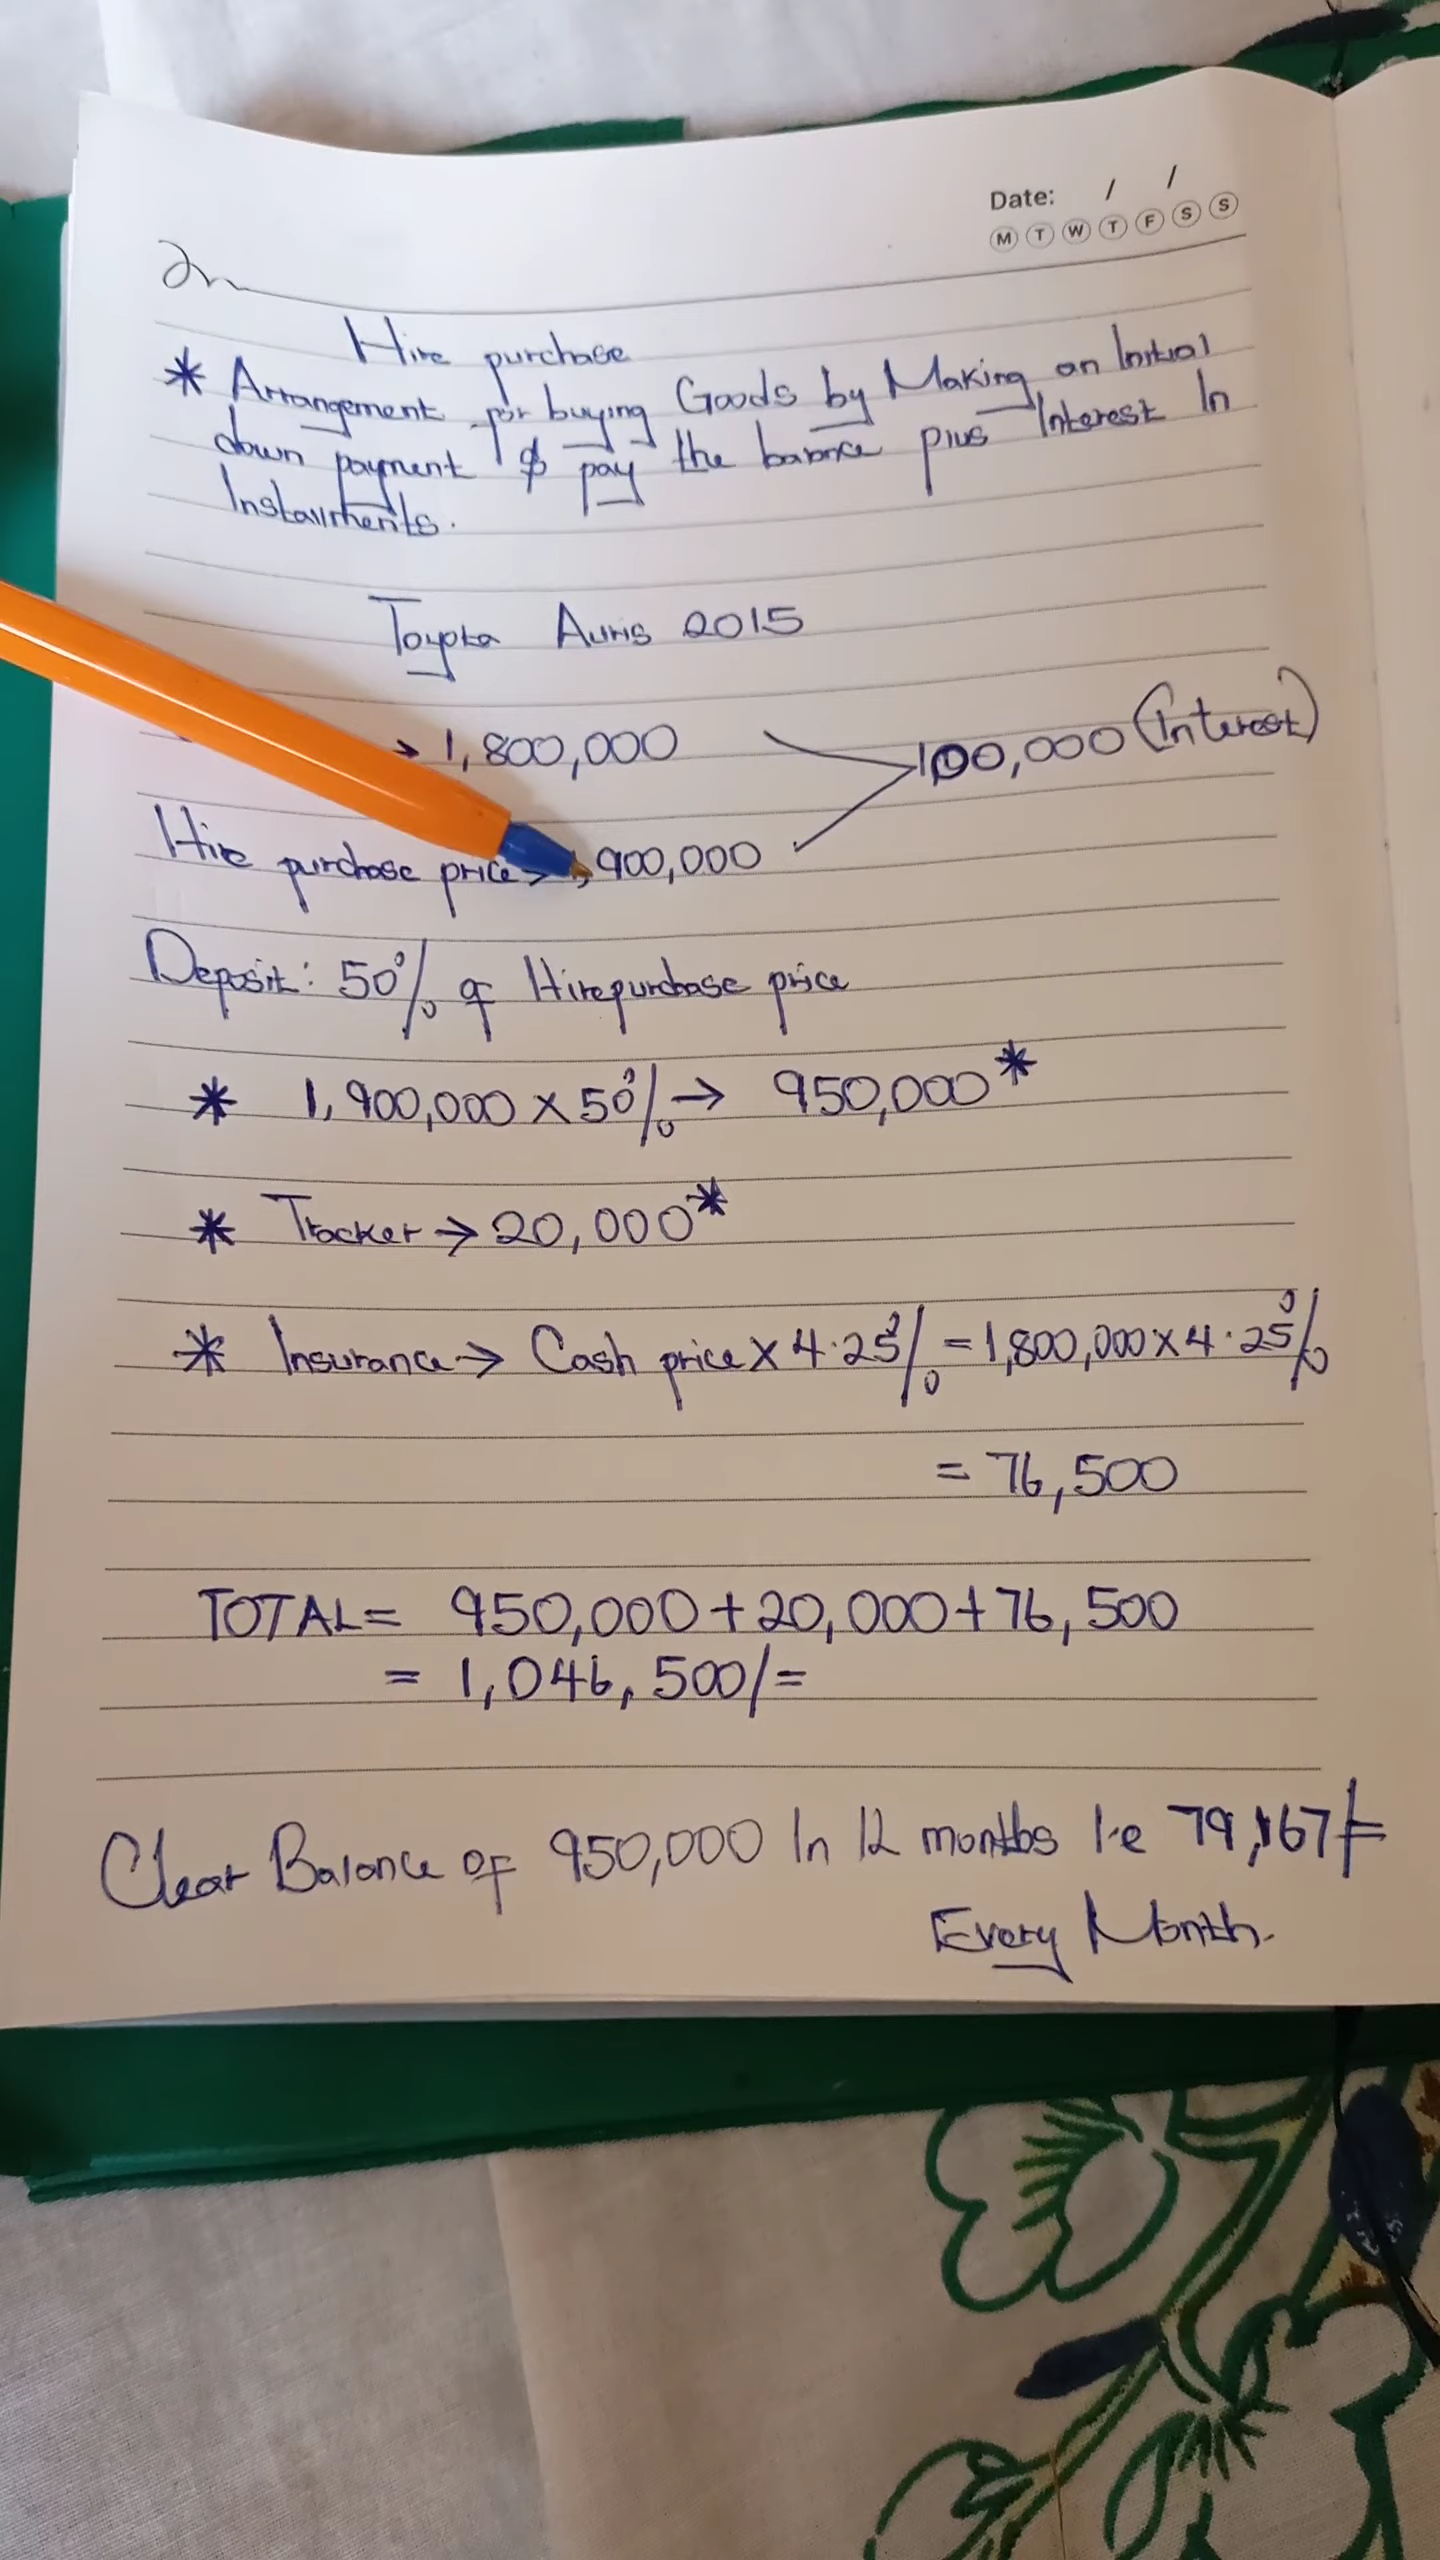 Date: / /
M T W T F S S
Hire purchase
* Arrangement for buying Goods by Making an Initial
down payment & pay the balance plus Interest In
Installments.
Toyota Auris 2015
→ 1,800,000
100,000 (Interest)
Hire purchase price → ,900,000
Deposit: 50% of Hirepurchase price
* 1,900,000 x 50% → 950,000*
* Tracker → 20,000*
* Insurance → Cash price x 4.25% = 1,800,000 x 4.25%
= 76,500
TOTAL = 950,000 + 20,000 + 76,500
= 1,046,500/=
Clear Balance of 950,000 In 12 months i.e 79,167/=
Every Month.